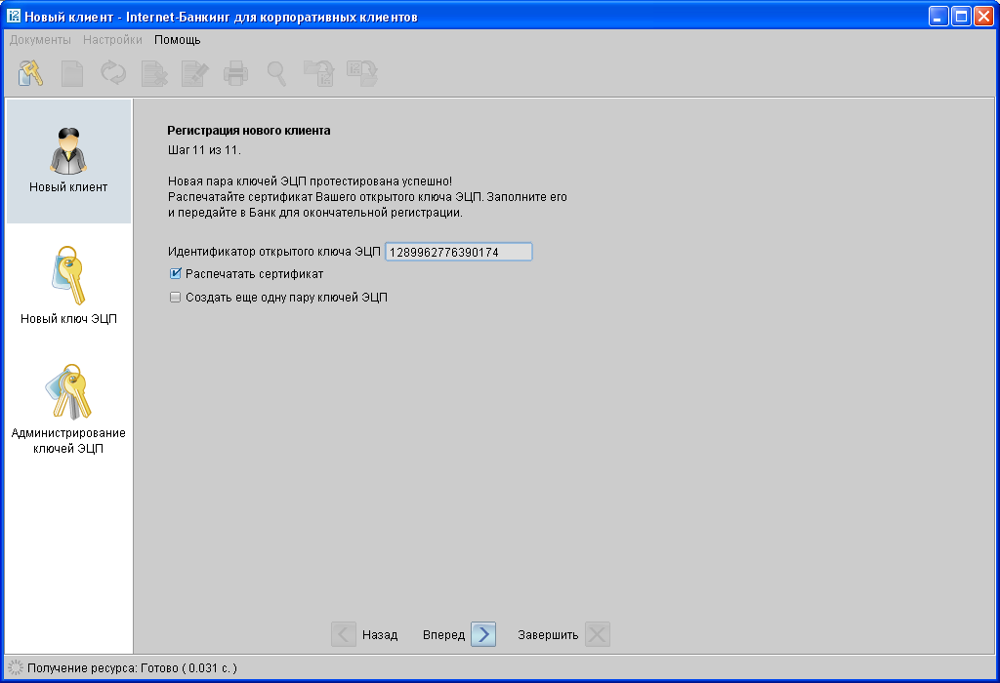 Новый клиент - Internet-Банкинг для корпоративных клиентов
Документы Настройки Помощь
Новый клиент
Новый ключ ЭЦП
Администрирование
ключей ЭЦП
Регистрация нового клиента
Шаг 11 из 11.
Новая пара ключей ЭЦП протестирована успешно!
Распечатайте сертификат Вашего открытого ключа ЭЦП. Заполните его
и передайте в Банк для окончательной регистрации.
Идентификатор открытого ключа ЭЦП 1289962776390174
Распечатать сертификат
Создать еще одну пару ключей ЭЦП
Назад Вперед Завершить
Получение ресурса: Готово ( 0.031 с. )